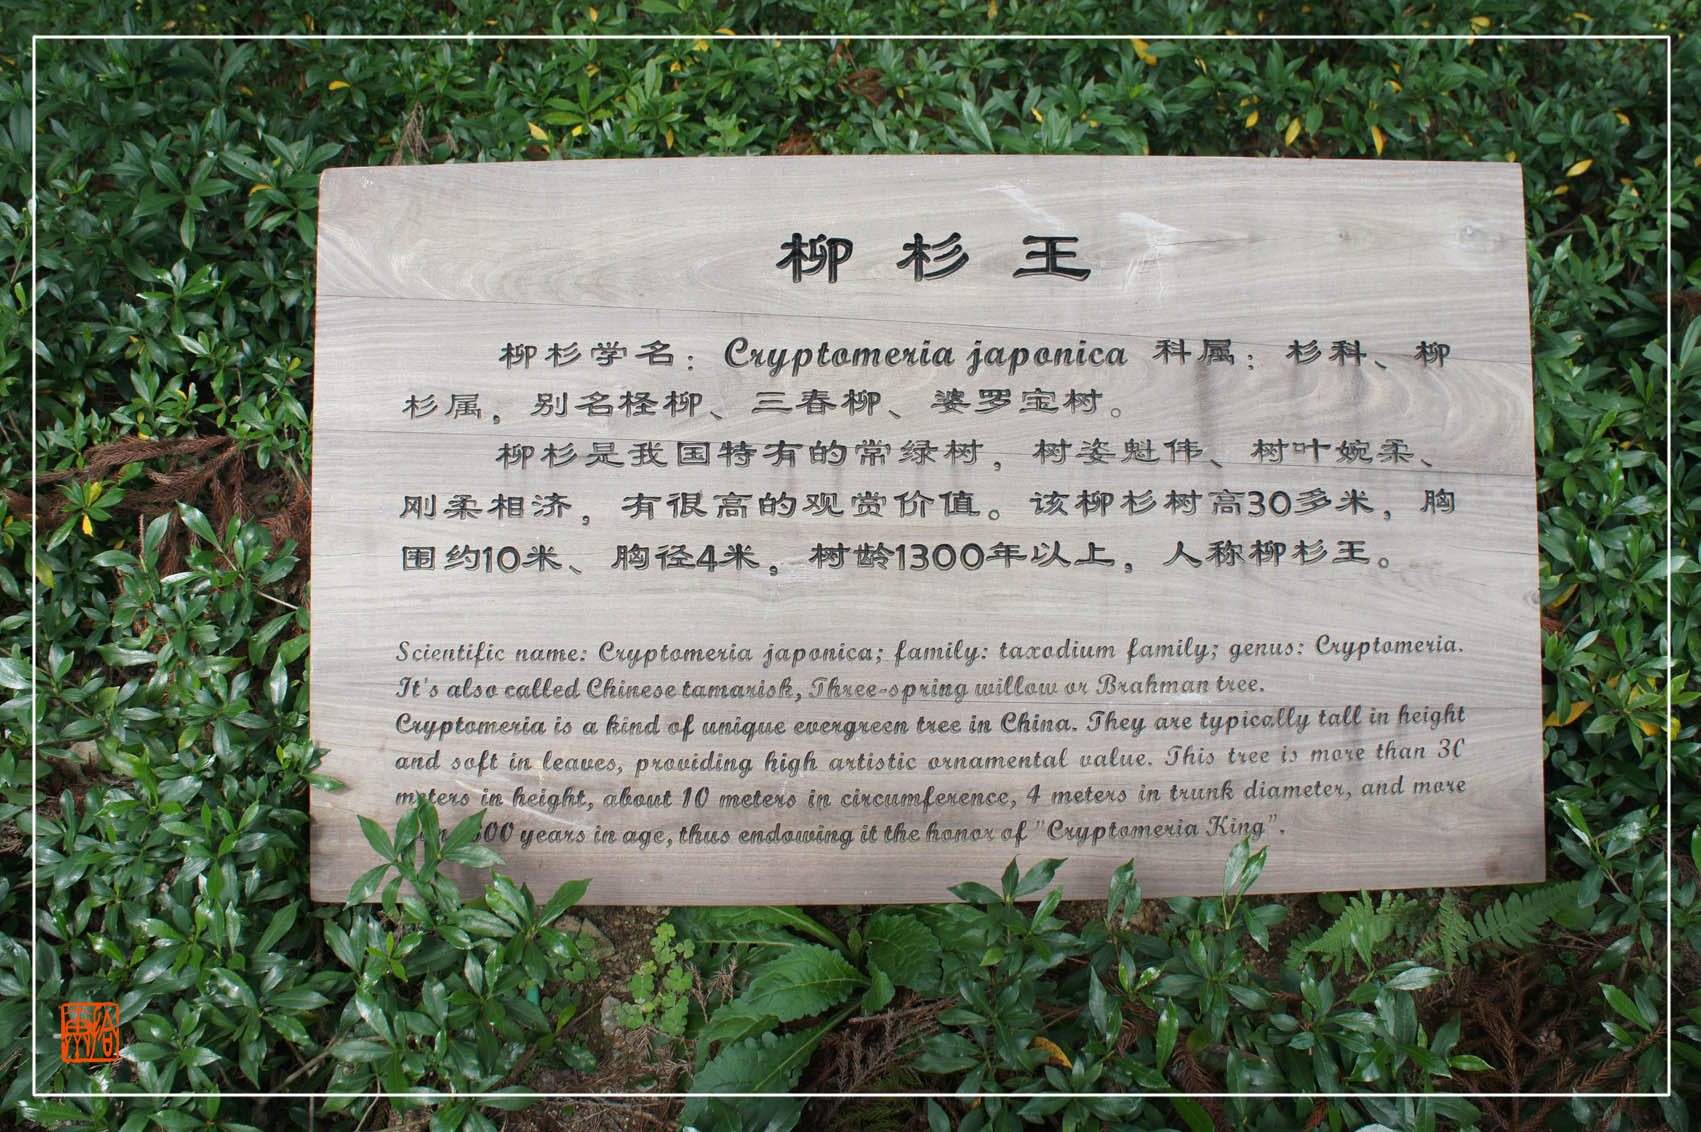 柳杉王
柳杉学名：Cryptomeria japonica 科属：杉科、柳
杉属，别名柽柳、三春柳、婆罗宝树。
柳杉是我国特有的常绿树，树姿魁伟、树叶婉柔、
刚柔相济，有很高的观赏价值。该柳杉树高30多米，胸
围约10米、胸径4米，树龄1300年以上，人称柳杉王。
Scientific name: Cryptomeria japonica; family: taxodium family; genus: Cryptomeria.
It's also called Chinese tamarisk, Three-spring willow or Brahman tree.
Cryptomeria is a kind of unique evergreen tree in China. They are typically tall in height
and soft in leaves, providing high artistic ornamental value. This tree is more than 30
meters in height, about 10 meters in circumference, 4 meters in trunk diameter, and more
years in age, thus endowing it the honor of "Cryptomeria King".